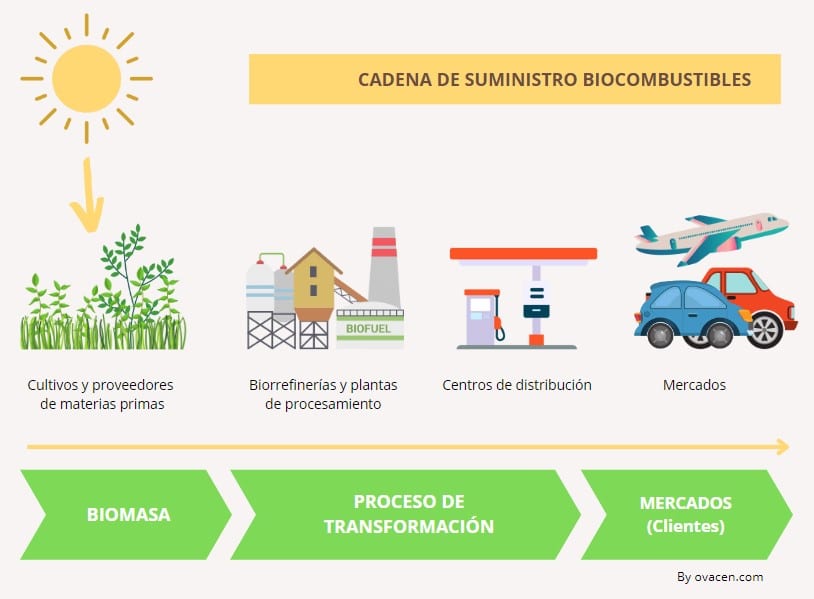 CADENA DE SUMINISTRO BIOCOMBUSTIBLES
BIOFUEL
Cultivos y proveedores
de materias primas
Biorrefinerías y plantas
de procesamiento
Centros de distribución
Mercados
BIOMASA
PROCESO DE
TRANSFORMACIÓN
MERCADOS
(Clientes)
By ovacen.com